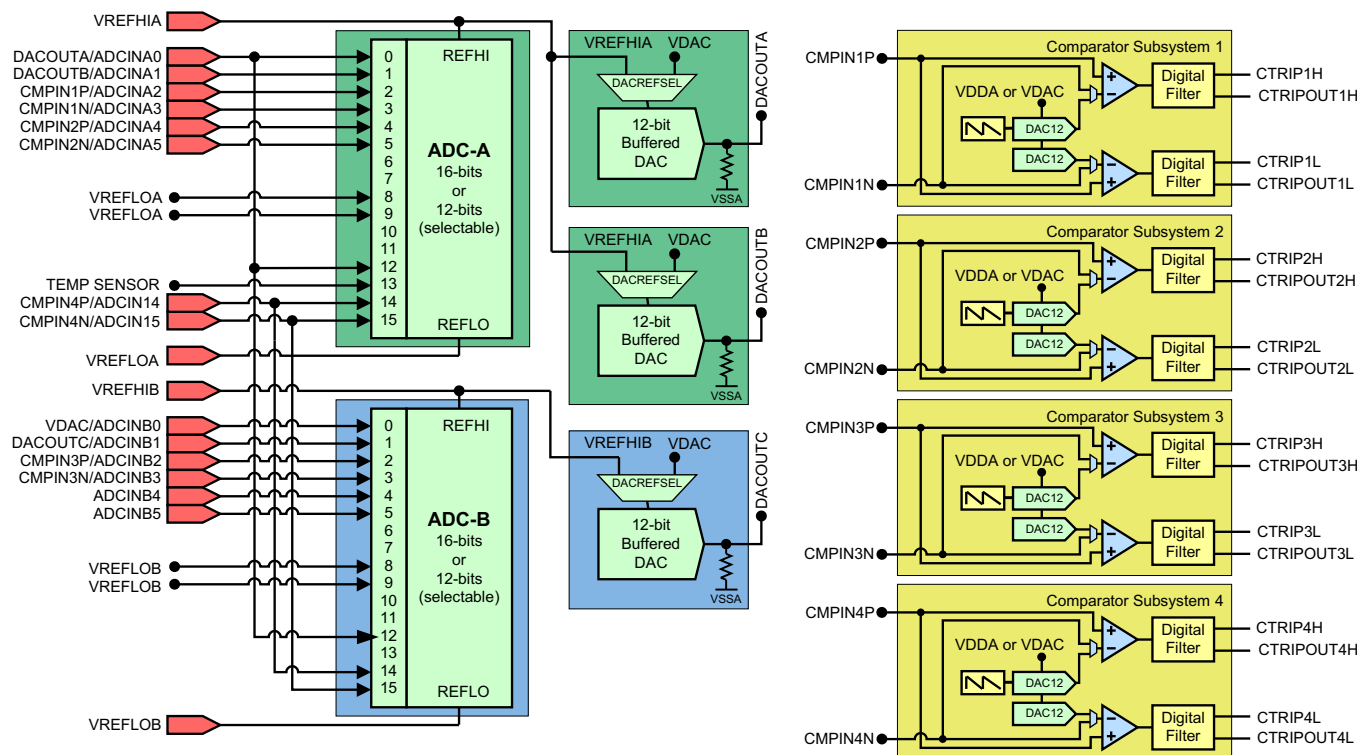 VREFHIA
DACOUTA/ADCINA0
DACOUTB/ADCINA1
CMPIN1P/ADCINA2
CMPIN1N/ADCINA3
CMPIN2P/ADCINA4
CMPIN2N/ADCINA5
VREFLOA
VREFLOA
TEMP SENSOR
CMPIN4P/ADCIN14
CMPIN4N/ADCIN15
VREFLOA
0
1
2
3
4
5
6
7
8
9
10
11
12
13
14
15
REFHI
ADC-A
16-bits
or
12-bits
(selectable)
REFLO
VREFHIB
VDAC/ADCINB0
DACOUTC/ADCINB1
CMPIN3P/ADCINB2
CMPIN3N/ADCINB3
ADCINB4
ADCINB5
VREFLOB
VREFLOB
VREFLOB
0
1
2
3
4
5
6
7
8
9
10
11
12
13
14
15
REFHI
ADC-B
16-bits
or
12-bits
(selectable)
REFLO
VREFHIA
VDAC
DACREFSEL
12-bit
Buffered
DAC
VSSA
DACOUTA
VREFHIA
VDAC
DACREFSEL
12-bit
Buffered
DAC
VSSA
DACOUTB
VREFHIB
VDAC
DACREFSEL
12-bit
Buffered
DAC
VSSA
DACOUTC
Comparator Subsystem 1
CMPIN1P
CMPIN1N
VDDA or VDAC
DAC12
DAC12
+
−
−
+
Digital
Filter
Digital
Filter
CTRIP1H
CTRIPOUT1H
CTRIP1L
CTRIPOUT1L
Comparator Subsystem 2
CMPIN2P
CMPIN2N
VDDA or VDAC
DAC12
DAC12
+
−
−
+
Digital
Filter
Digital
Filter
CTRIP2H
CTRIPOUT2H
CTRIP2L
CTRIPOUT2L
Comparator Subsystem 3
CMPIN3P
CMPIN3N
VDDA or VDAC
DAC12
DAC12
+
−
−
+
Digital
Filter
Digital
Filter
CTRIP3H
CTRIPOUT3H
CTRIP3L
CTRIPOUT3L
Comparator Subsystem 4
CMPIN4P
CMPIN4N
VDDA or VDAC
DAC12
DAC12
+
−
−
+
Digital
Filter
Digital
Filter
CTRIP4H
CTRIPOUT4H
CTRIP4L
CTRIPOUT4L